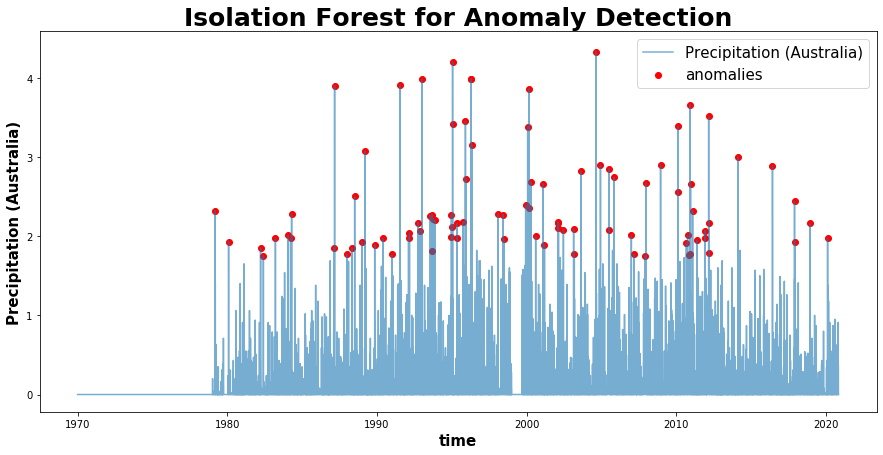 Isolation Forest for Anomaly Detection
Precipitation (Australia)
anomalies
Precipitation (Australia)
4
3
2
1
0
1970 1980 1990 2000 2010 2020
time